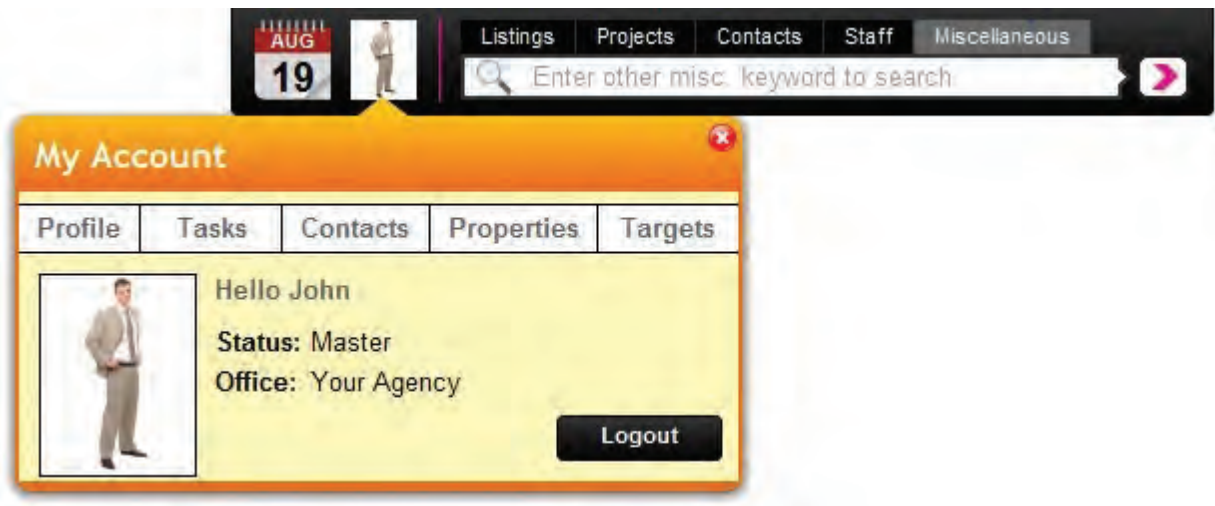 AUG
19
Listings Projects Contacts Staff Miscellaneous
Enter other misc. keyword to search
My Account
Profile Tasks Contacts Properties Targets
Hello John
Status: Master
Office: Your Agency
Logout